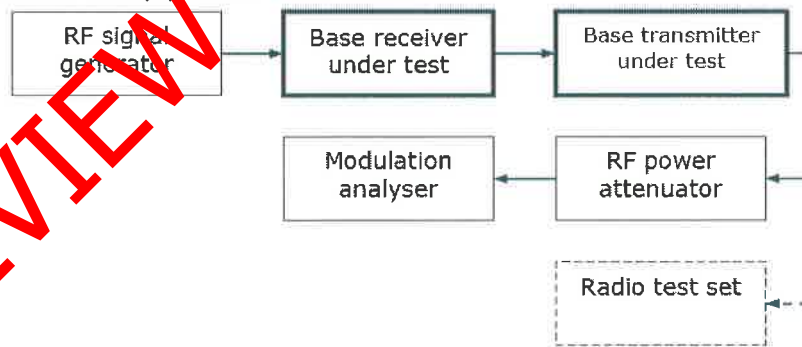 RF signal
generator
Base receiver
under test
Base transmitter
under test
Modulation
analyser
RF power
attenuator
Radio test set
VIEW